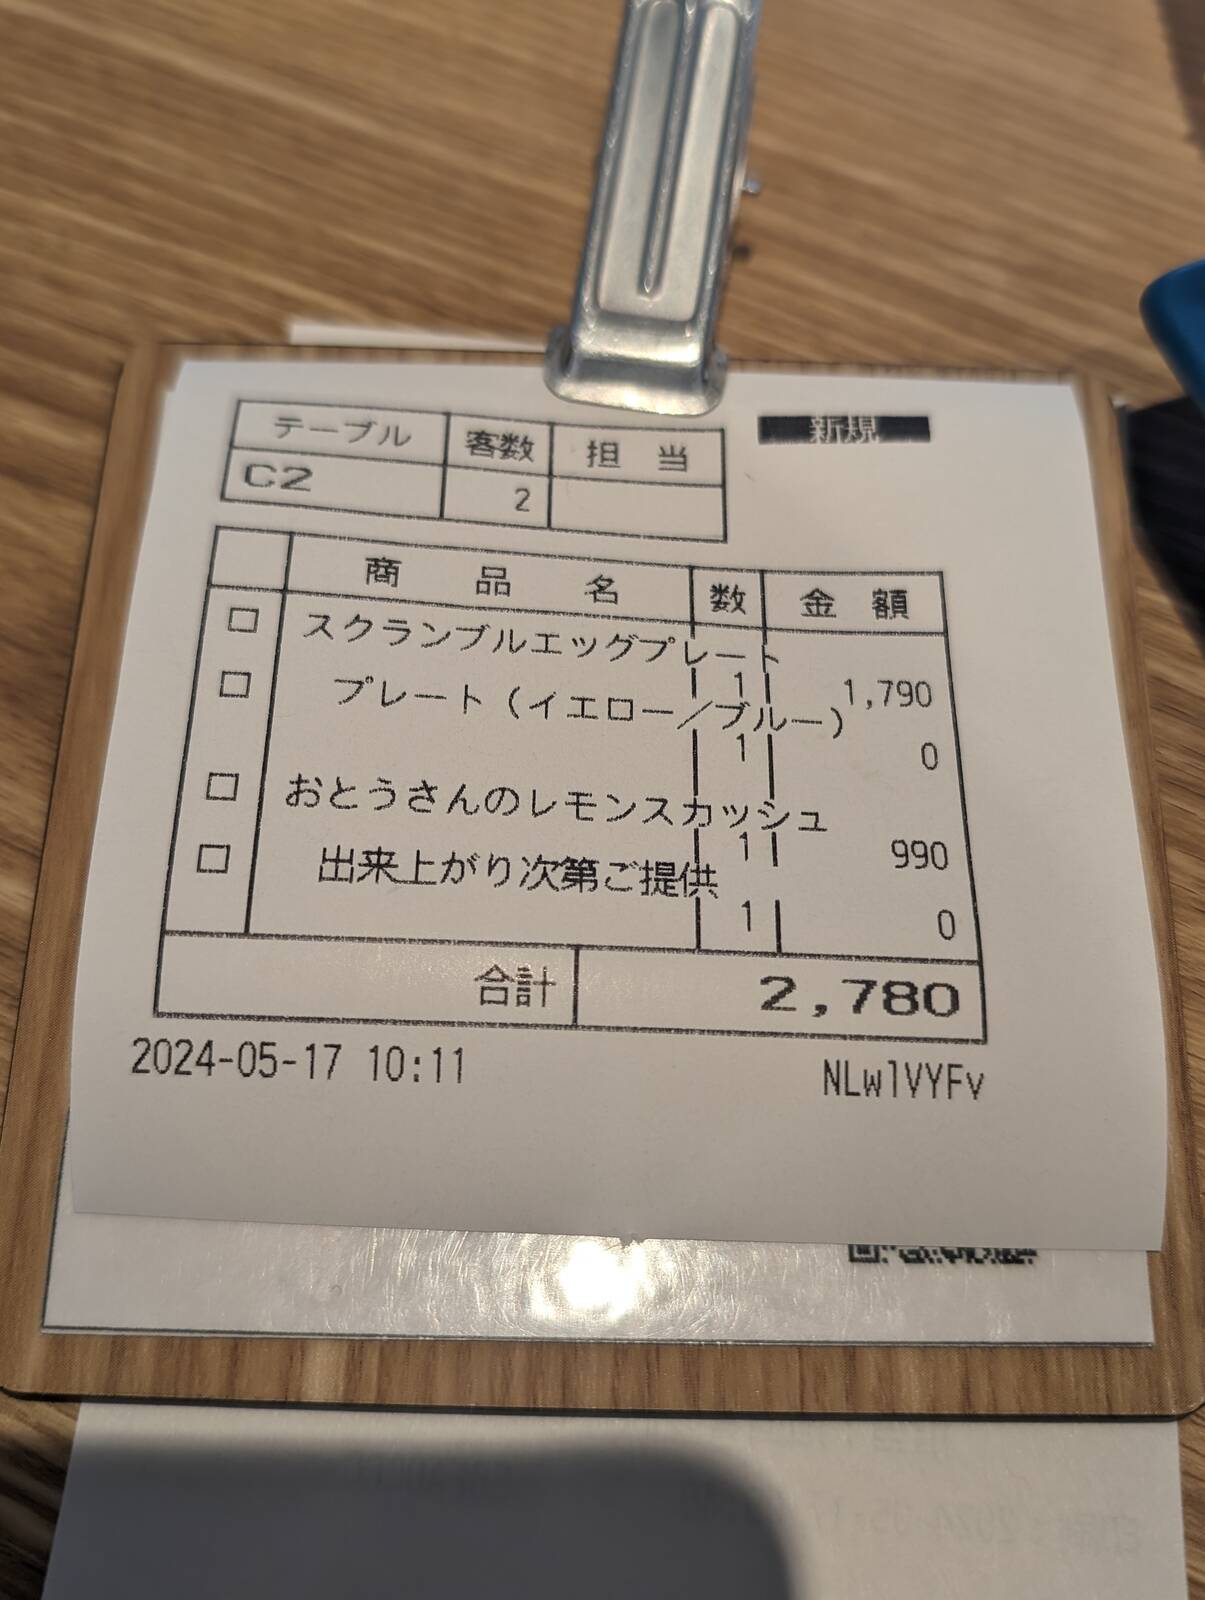 テーブル 客数 担当 新規
C2 2
商品名 数 金額
□ スクランブルエッグプレート
1 1,790
□ プレート（イエロー／ブルー）
1 0
□ おとうさんのレモンスカッシュ
1 990
□ 出来上がり次第ご提供
1 0
合計 2,780
2024-05-17 10:11 NLw1VYFv